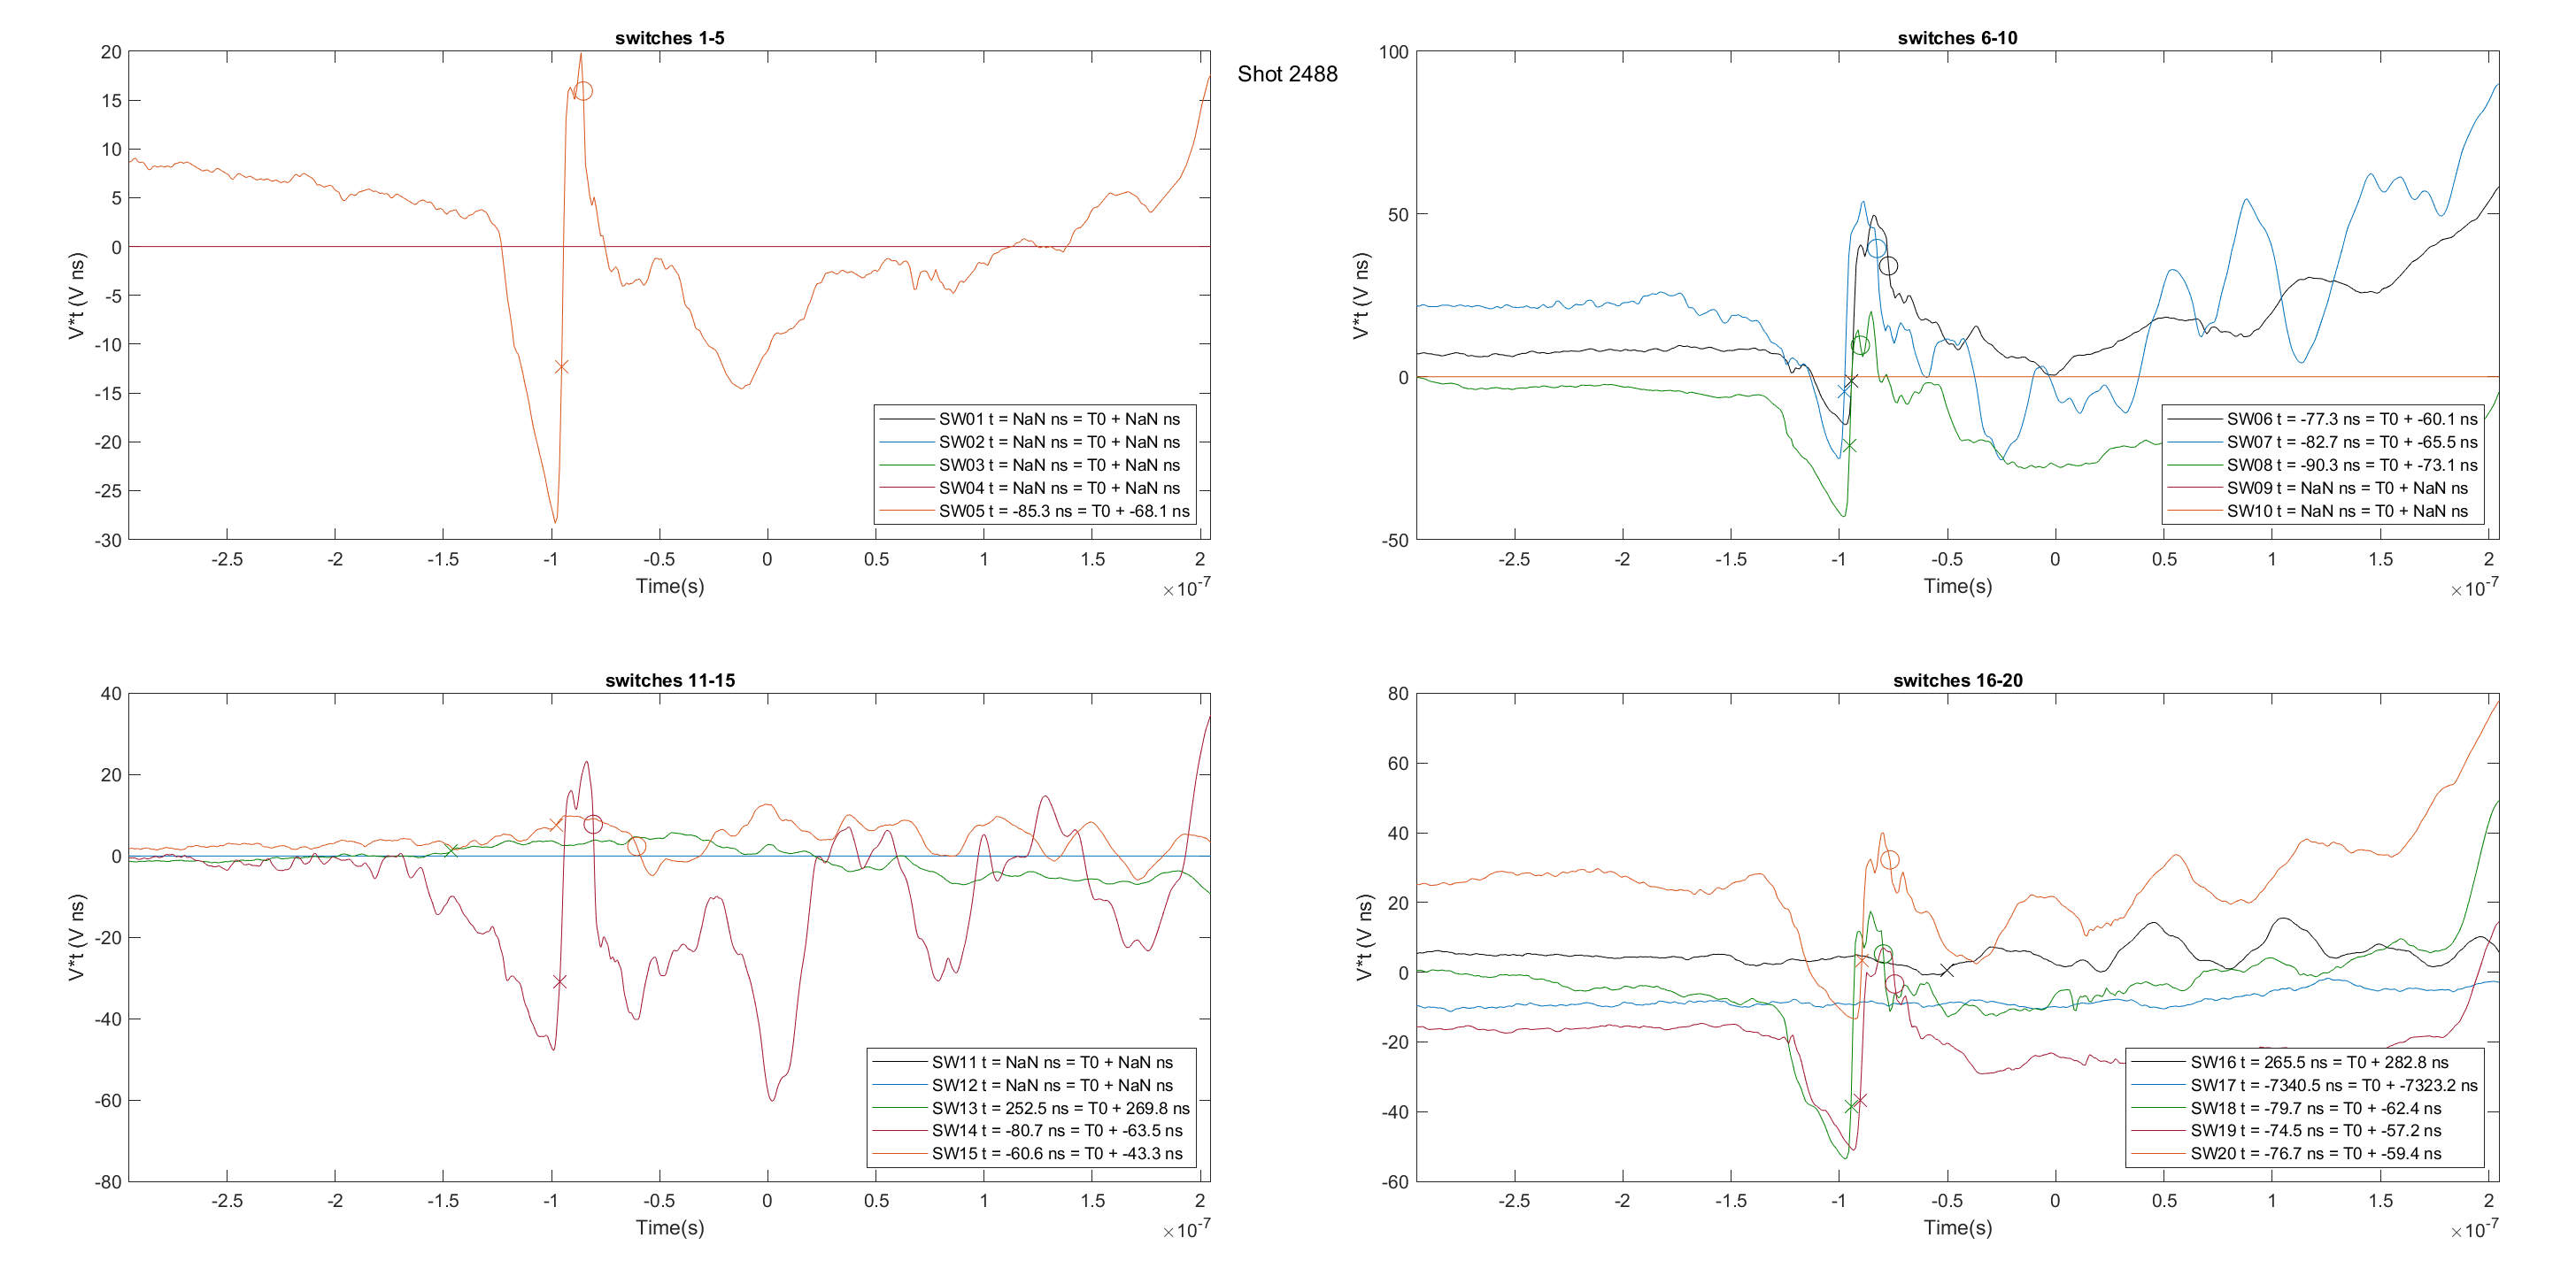 Shot 2488
switches 1-5
20
15
10
5
0
-5
-10
-15
-20
-25
-30
V*t (V ns)
-2.5 -2 -1.5 -1 -0.5 0 0.5 1 1.5 2
Time(s)
×10-7
SW01 t = NaN ns = T0 + NaN ns
SW02 t = NaN ns = T0 + NaN ns
SW03 t = NaN ns = T0 + NaN ns
SW04 t = NaN ns = T0 + NaN ns
SW05 t = -85.3 ns = T0 + -68.1 ns
switches 6-10
100
50
0
-50
V*t (V ns)
-2.5 -2 -1.5 -1 -0.5 0 0.5 1 1.5 2
Time(s)
×10-7
SW06 t = -77.3 ns = T0 + -60.1 ns
SW07 t = -82.7 ns = T0 + -65.5 ns
SW08 t = -90.3 ns = T0 + -73.1 ns
SW09 t = NaN ns = T0 + NaN ns
SW10 t = NaN ns = T0 + NaN ns
switches 11-15
40
20
0
-20
-40
-60
-80
V*t (V ns)
-2.5 -2 -1.5 -1 -0.5 0 0.5 1 1.5 2
Time(s)
×10-7
SW11 t = NaN ns = T0 + NaN ns
SW12 t = NaN ns = T0 + NaN ns
SW13 t = 252.5 ns = T0 + 269.8 ns
SW14 t = -80.7 ns = T0 + -63.5 ns
SW15 t = -60.6 ns = T0 + -43.3 ns
switches 16-20
80
60
40
20
0
-20
-40
-60
V*t (V ns)
-2.5 -2 -1.5 -1 -0.5 0 0.5 1 1.5 2
Time(s)
×10-7
SW16 t = 265.5 ns = T0 + 282.8 ns
SW17 t = -7340.5 ns = T0 + -7323.2 ns
SW18 t = -79.7 ns = T0 + -62.4 ns
SW19 t = -74.5 ns = T0 + -57.2 ns
SW20 t = -76.7 ns = T0 + -59.4 ns